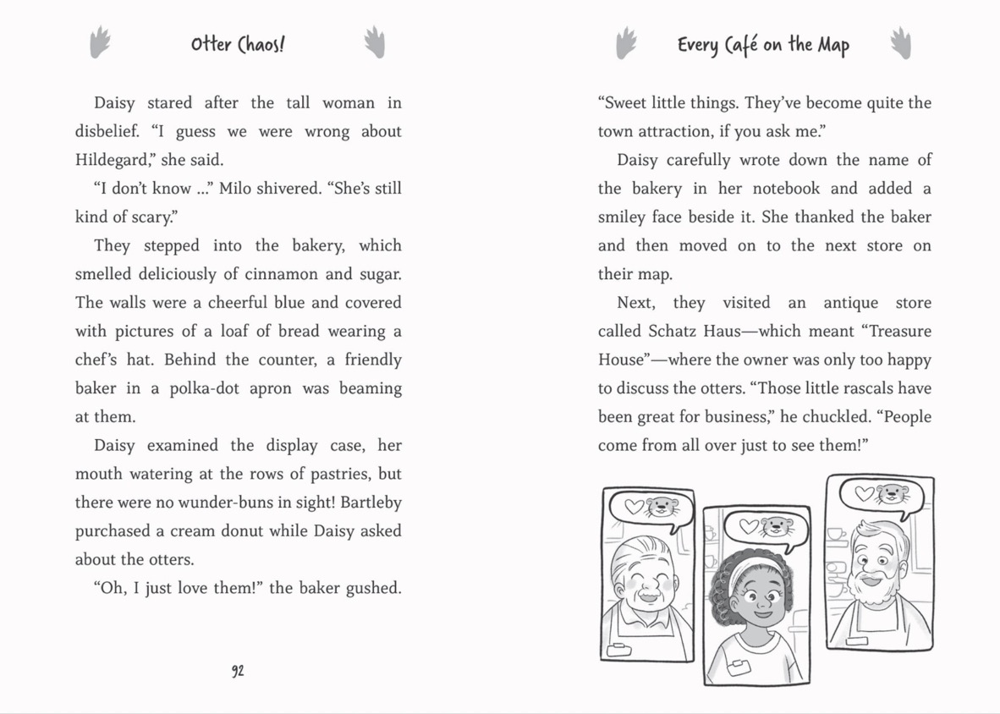 Otter Chaos!
Daisy stared after the tall woman in
disbelief. “I guess we were wrong about
Hildegard,” she said.
“I don’t know ...” Milo shivered. “She’s still
kind of scary.”
They stepped into the bakery, which
smelled deliciously of cinnamon and sugar.
The walls were a cheerful blue and covered
with pictures of a loaf of bread wearing a
chef’s hat. Behind the counter, a friendly
baker in a polka-dot apron was beaming
at them.
Daisy examined the display case, her
mouth watering at the rows of pastries, but
there were no wunder-buns in sight! Bartleby
purchased a cream donut while Daisy asked
about the otters.
“Oh, I just love them!” the baker gushed.
92
Every Café on the Map
“Sweet little things. They’ve become quite the
town attraction, if you ask me.”
Daisy carefully wrote down the name of
the bakery in her notebook and added a
smiley face beside it. She thanked the baker
and then moved on to the next store on
their map.
Next, they visited an antique store
called Schatz Haus—which meant “Treasure
House”—where the owner was only too happy
to discuss the otters. “Those little rascals have
been great for business,” he chuckled. “People
come from all over just to see them!”